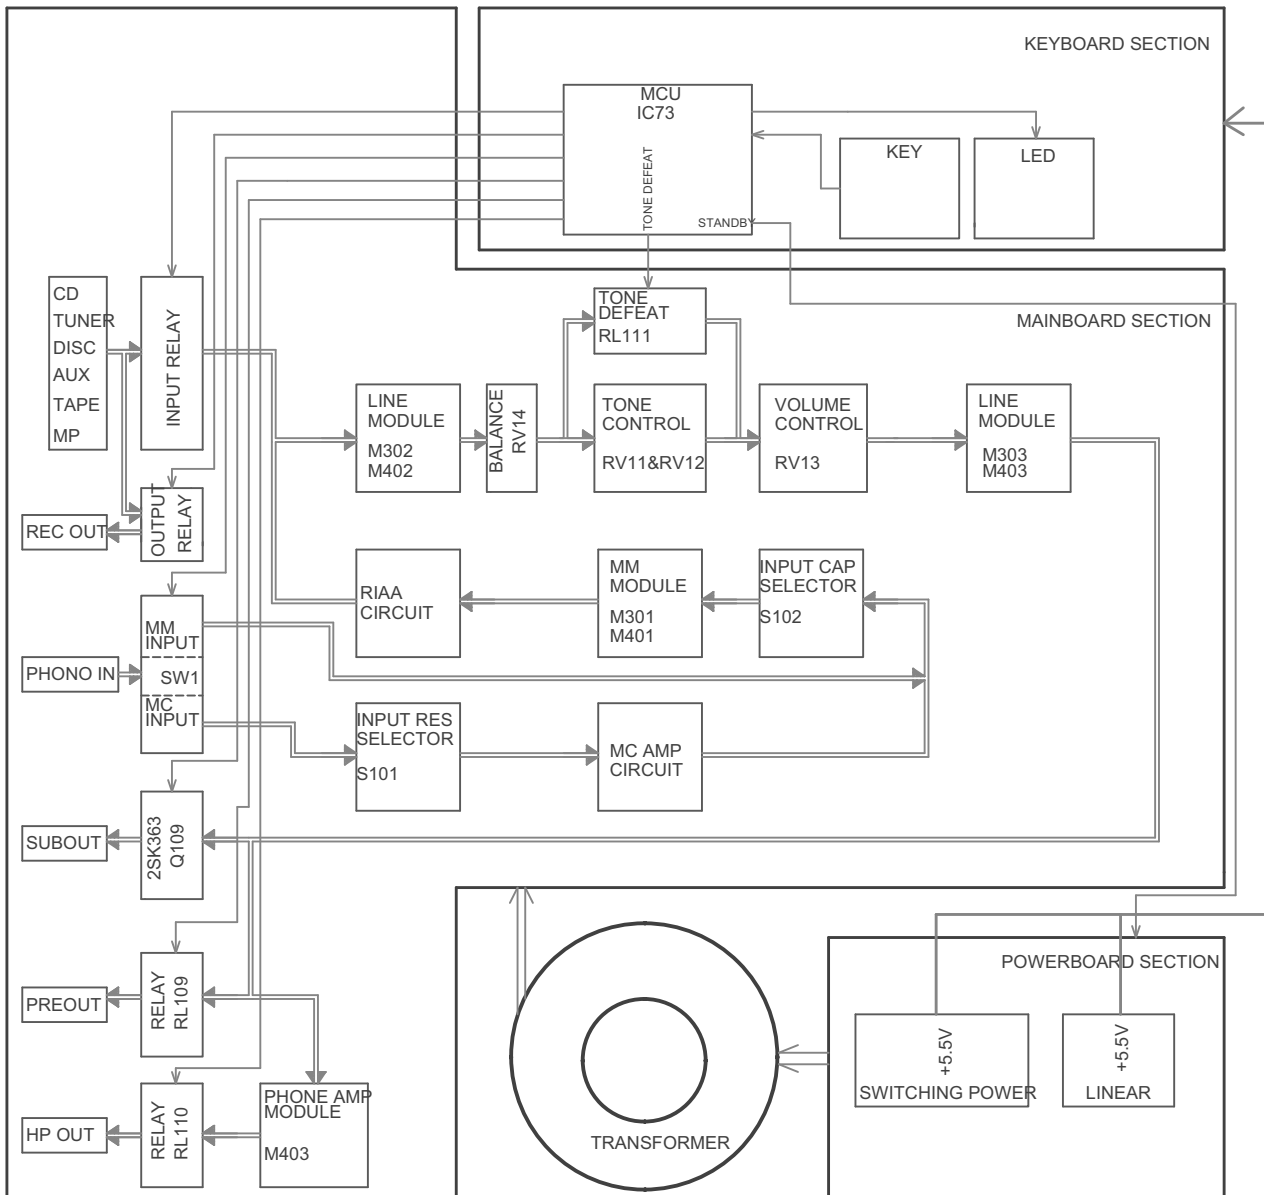 KEYBOARD SECTION
MCU
IC73
TONE DEFEAT
STANDBY
KEY
LED
MAINBOARD SECTION
CD
TUNER
DISC
AUX
TAPE
MP
INPUT RELAY
TONE
DEFEAT
RL111
LINE
MODULE
M302
M402
BALANCE
RV14
TONE
CONTROL
RV11&RV12
VOLUME
CONTROL
RV13
LINE
MODULE
M303
M403
REC OUT
OUTPUT
RELAY
RIAA
CIRCUIT
MM
MODULE
M301
M401
INPUT CAP
SELECTOR
S102
PHONO IN
MM
INPUT
SW1
MC
INPUT
INPUT RES
SELECTOR
S101
MC AMP
CIRCUIT
SUBOUT
2SK363
Q109
PREOUT
RELAY
RL109
HP OUT
RELAY
RL110
PHONE AMP
MODULE
M403
TRANSFORMER
POWERBOARD SECTION
+5.5V
SWITCHING POWER
+5.5V
LINEAR